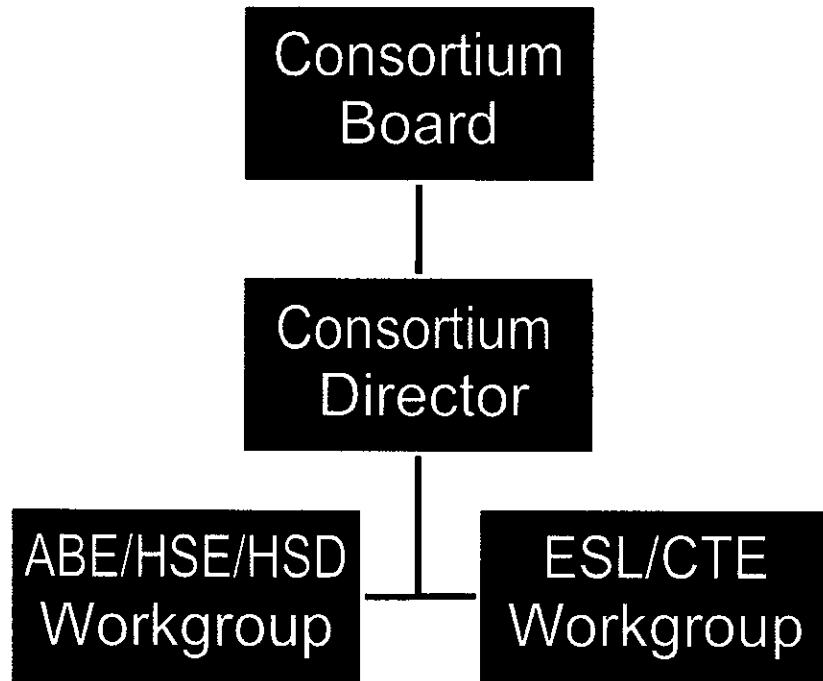 Consortium
Board
Consortium
Director
ABE/HSE/HSD
Workgroup
ESL/CTE
Workgroup